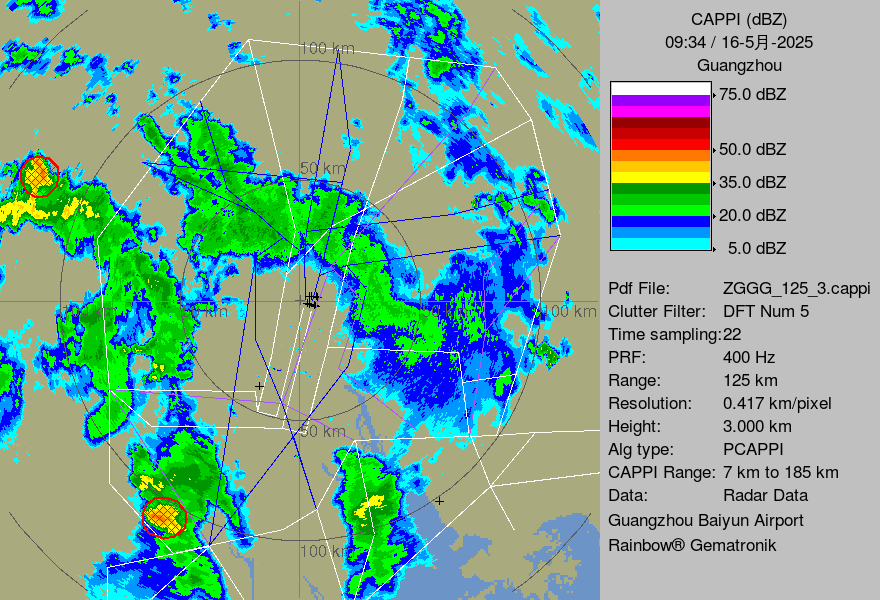 CAPPI (dBZ)
09:34 / 16-5月-2025
Guangzhou
75.0 dBZ
50.0 dBZ
35.0 dBZ
20.0 dBZ
5.0 dBZ
Pdf File: ZGGG_125_3.cappi
Clutter Filter: DFT Num 5
Time sampling:22
PRF: 400 Hz
Range: 125 km
Resolution: 0.417 km/pixel
Height: 3.000 km
Alg type: PCAPPI
CAPPI Range: 7 km to 185 km
Data: Radar Data
Guangzhou Baiyun Airport
Rainbow® Gematronik
100 km
50 km
100 km
50 km
100 km